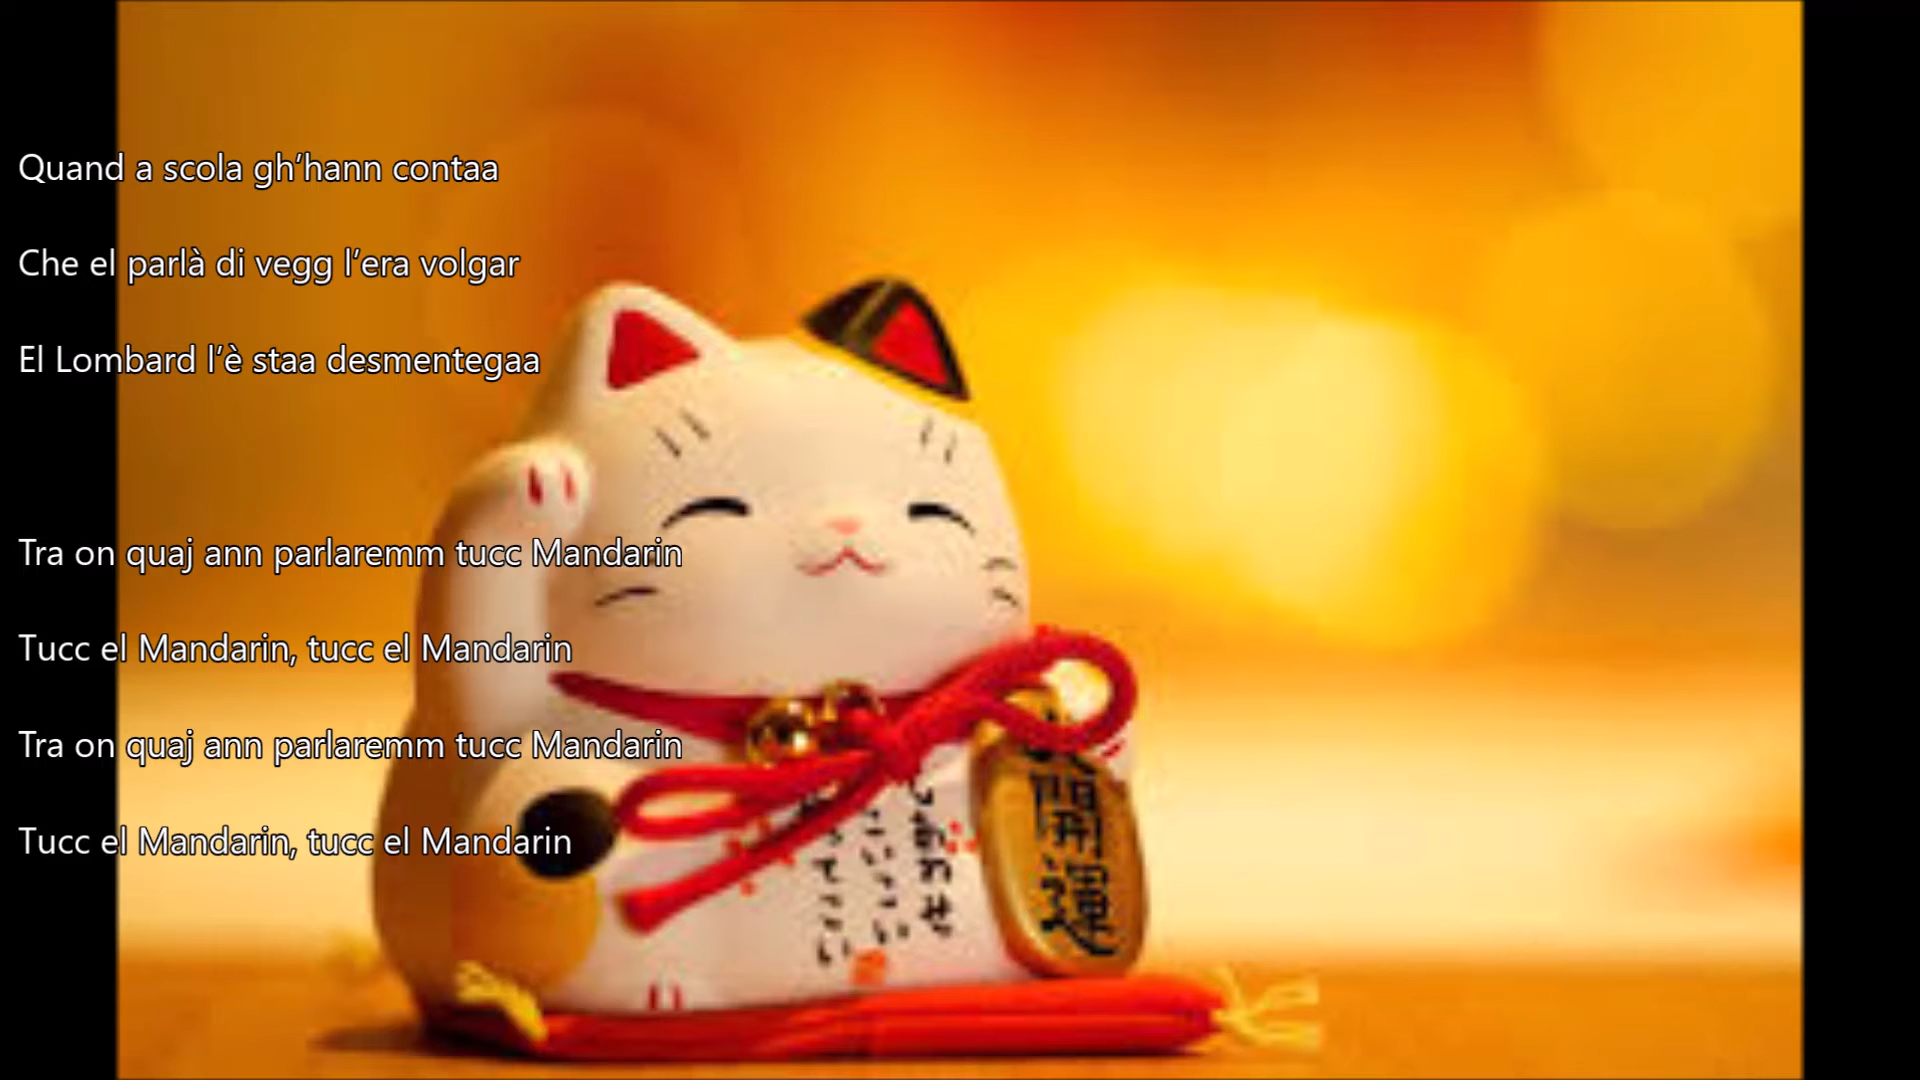 Quand a scola gh’hann contaa
Che el parlà di vegg l’era volgar
El Lombard l’è staa desmentegaa
Tra on quaj ann parlaremm tucc Mandarin
Tucc el Mandarin, tucc el Mandarin
Tra on quaj ann parlaremm tucc Mandarin
Tucc el Mandarin, tucc el Mandarin
開運